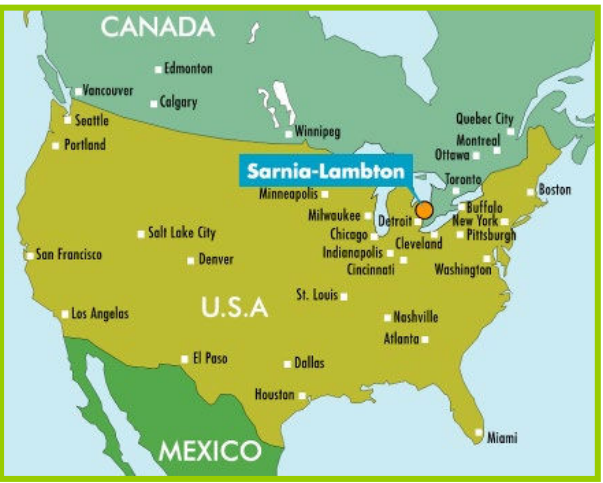 CANADA
Edmonton
Vancouver
Calgary
Seattle
Winnipeg
Quebec City
Portland
Montreal
Ottawa
Sarnia-Lambton
Toronto
Minneapolis
Boston
Buffalo
Milwaukee
Detroit
New York
Salt Lake City
Chicago
Pittsburgh
Cleveland
San Francisco
Denver
Indianapolis
Cincinnati
Washington
St. Louis
U.S.A
Los Angelas
Nashville
Atlanta
El Paso
Dallas
Houston
Miami
MEXICO